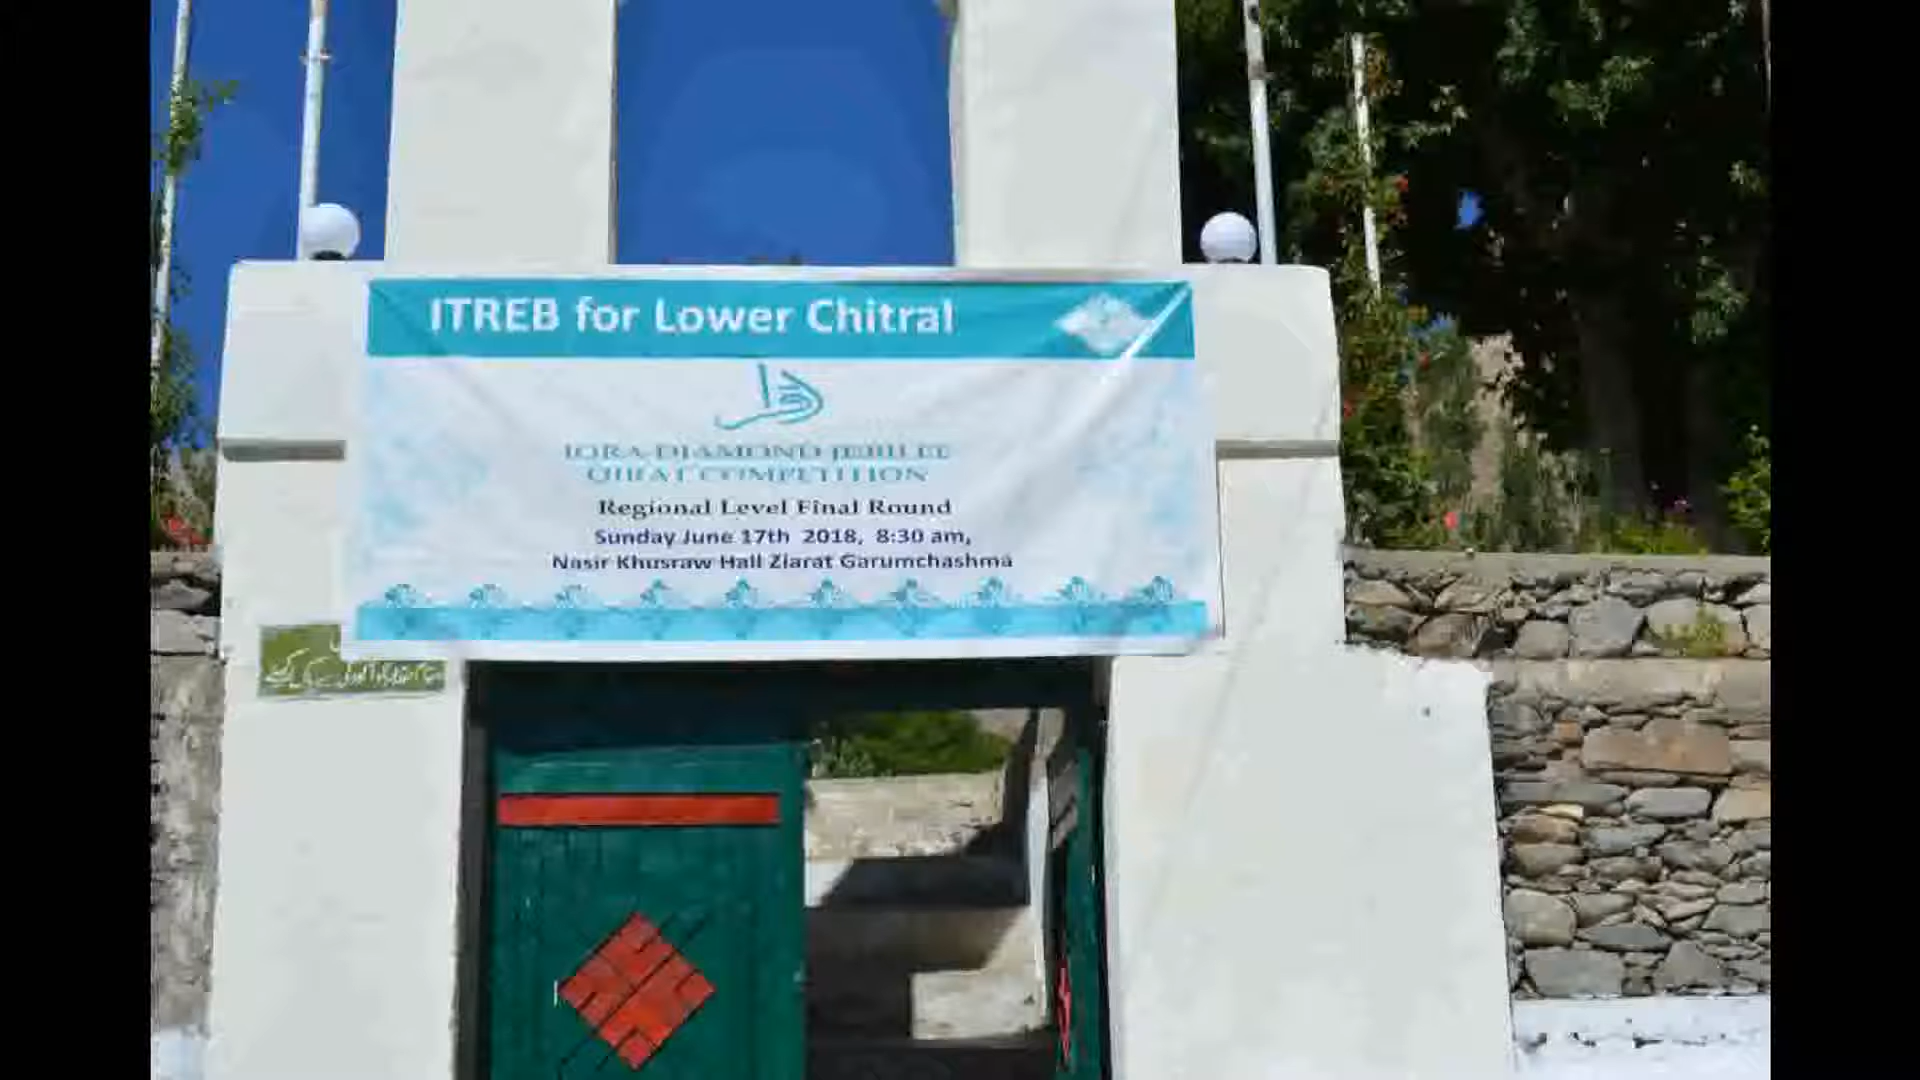 ITREB for Lower Chitral
اقرا
IQRA-DIAMOND JUBILEE
QIRAT COMPETITION
Regional Level Final Round
Sunday June 17th 2018, 8:30 am,
Nasir Khusraw Hall Ziarat Garumchashma